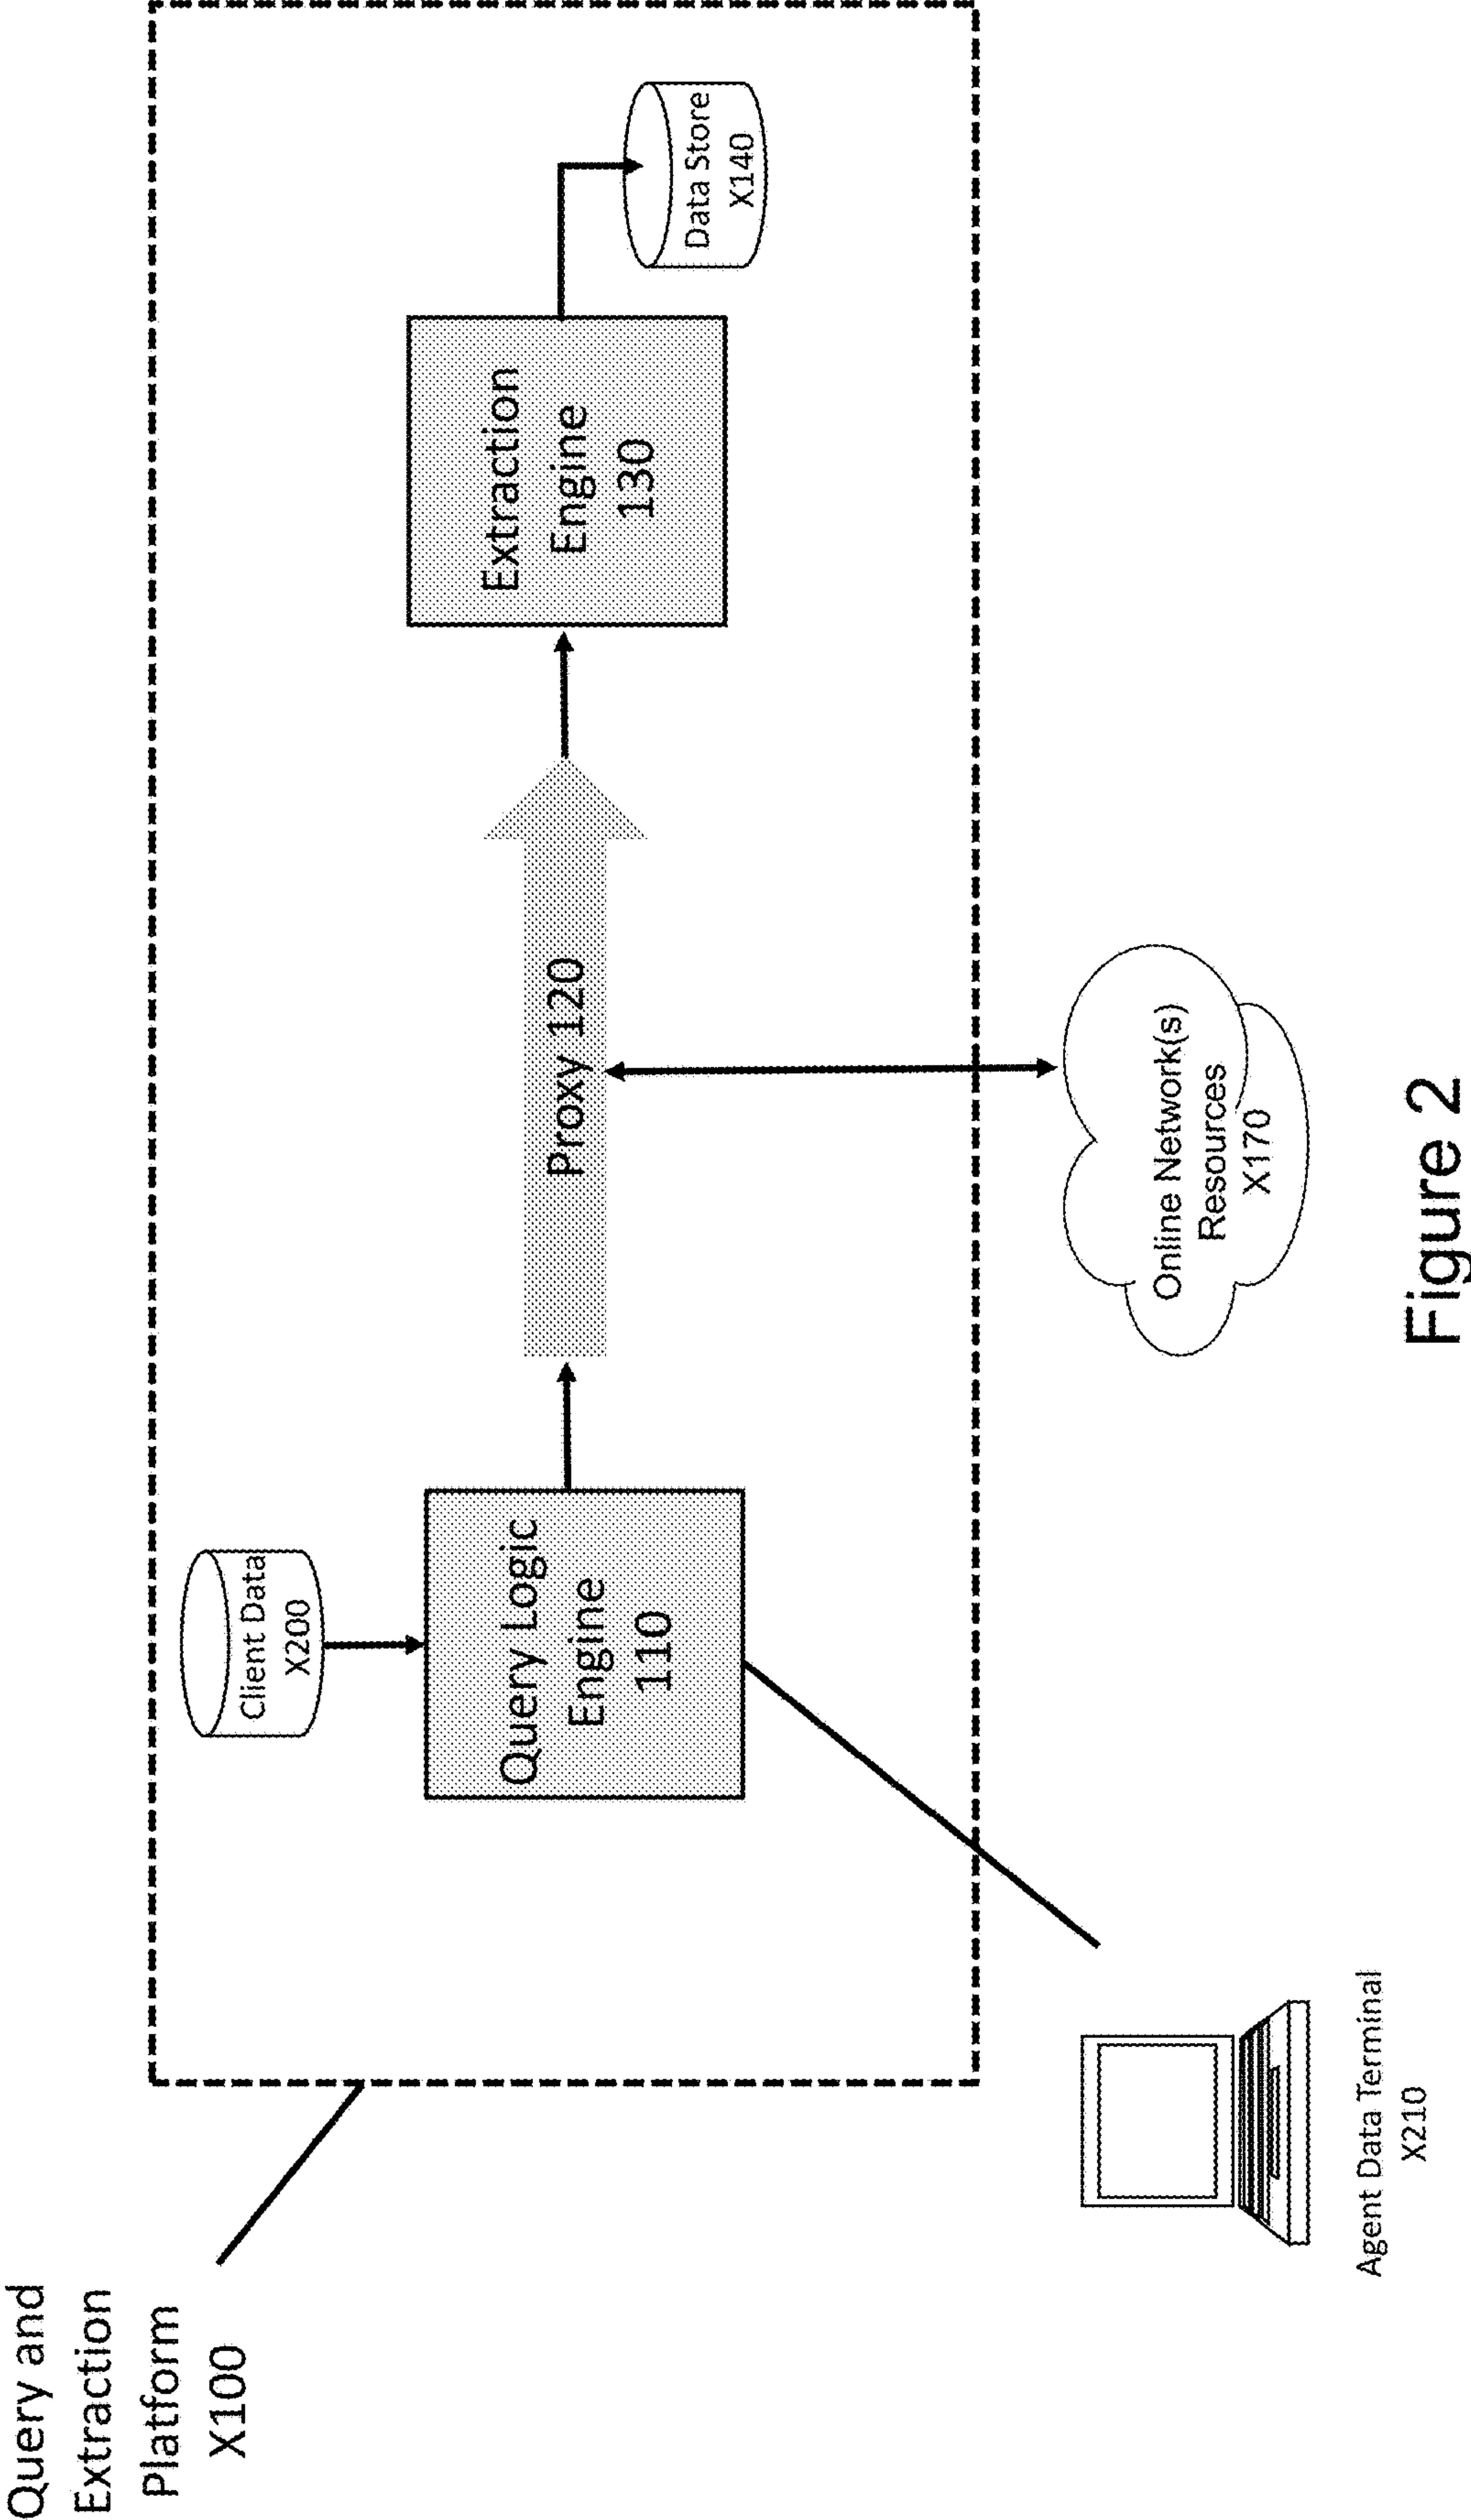 Query and
Extraction
Platform
X100
Client Data
X200
Query Logic
Engine
110
Proxy 120
Extraction
Engine
130
Data Store
X140
Online Network(s)
Resources
X170
Agent Data Terminal
X210
Figure 2